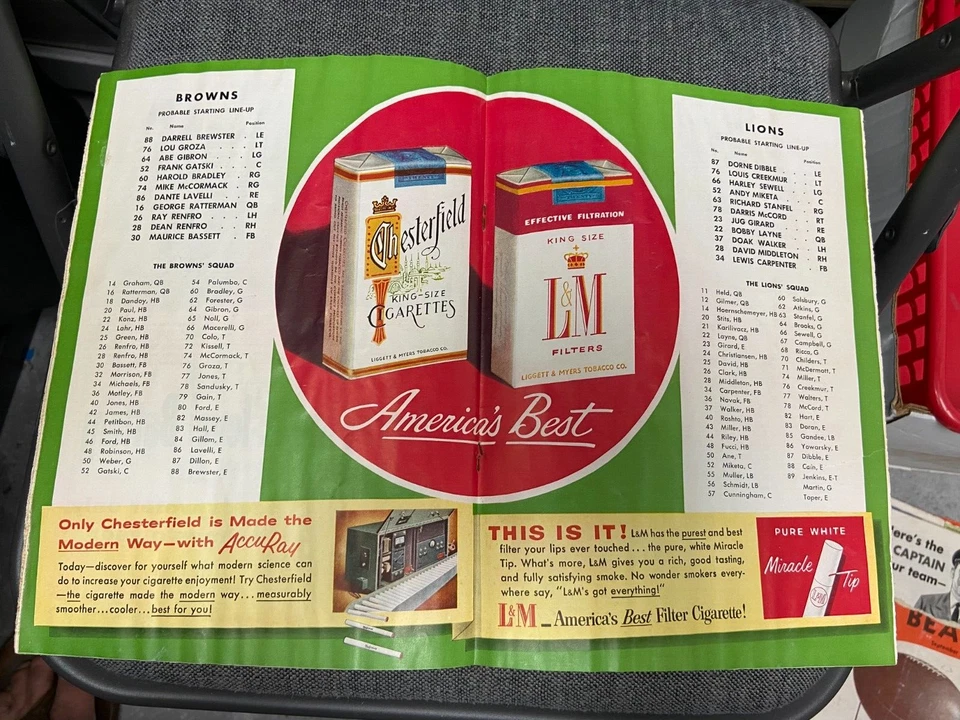 BROWNS
PROBABLE STARTING LINE-UP
No. Name Position
88 DARRELL BREWSTER . LE
76 LOU GROZA . . . LT
64 ABE GIBRON . . . LG
52 FRANK GATSKI . . . C
60 HAROLD BRADLEY . RG
74 MIKE McCORMACK . RG
86 DANTE LAVELLI . . RE
16 GEORGE RATTERMAN QB
26 RAY RENFRO . . LH
28 DEAN RENFRO . . RH
30 MAURICE BASSETT . FB
THE BROWNS' SQUAD
14 Graham, QB
16 Ratterman, QB
18 Dandoy, HB
20 Paul, HB
22 Konz, HB
24 Lahr, HB
25 Green, HB
26 Renfro, HB
28 Renfro, HB
30 Bassett, FB
32 Morrison, FB
34 Michaels, FB
36 Motley, FB
40 Jones, HB
42 James, HB
44 Petitbon, HB
45 Smith, HB
46 Ford, HB
48 Robinson, HB
50 Weber, G
52 Gatski, C
54 Palumbo, C
60 Bradley, G
62 Forester, G
64 Gibron, G
65 Noll, G
66 Macerelli, G
70 Colo, T
72 Kissell, T
74 McCormack, T
76 Groza, T
77 Jones, T
78 Sandusky, T
79 Gain, T
80 Ford, E
82 Massey, E
83 Hall, E
84 Gillom, E
86 Lavelli, E
87 Dillon, E
88 Brewster, E
Chesterfield
KING-SIZE
CIGARETTES
LIGGETT & MYERS TOBACCO CO.
EFFECTIVE FILTRATION
KING SIZE
L&M
FILTERS
LIGGETT & MYERS TOBACCO CO.
America's Best
LIONS
PROBABLE STARTING LINE-UP
No. Name Position
87 DORNE DIBBLE . . LE
76 LOUIS CREEKMUR . LT
66 HARLEY SEWELL . LG
52 ANDY MIKETA . . C
63 RICHARD STANFEL . RG
78 DARRIS McCORD . RT
23 JUG GIRARD . . RE
22 BOBBY LAYNE . . QB
37 DOAK WALKER . . LH
28 DAVID MIDDLETON . RH
34 LEWIS CARPENTER . FB
THE LIONS' SQUAD
11 Held, QB
12 Gilmer, QB
14 Hoernschemeyer, HB
20 Stits, HB
21 Karilivacz, HB
22 Layne, QB
23 Girard, E
24 Christiansen, HB
25 David, HB
26 Clark, HB
28 Middleton, HB
34 Carpenter, FB
36 Novak, FB
37 Walker, HB
40 Rashto, HB
43 Miller, HB
44 Riley, HB
48 Fucci, HB
50 Ane, T
52 Miketa, C
55 Muller, LB
56 Schmidt, LB
57 Cunningham, C
60 Salsbury, G
62 Atkins, G
63 Stanfel, G
64 Brooks, G
66 Sewell, G
67 Campbell, G
68 Ricca, G
70 Childers, T
71 McDermott, T
74 Miller, T
76 Creekmur, T
77 Walters, T
78 McCord, T
82 Hart, E
83 Doran, E
85 Gandee, LB
86 Yowarsky, E
87 Dibble, E
88 Cain, E
89 Jenkins, E-T
Martin, G
Toper, E
Only Chesterfield is Made the
Modern Way—with AccuRay
Today—discover for yourself what modern science can
do to increase your cigarette enjoyment! Try Chesterfield
—the cigarette made the modern way...measurably
smoother...cooler...best for you!
THIS IS IT! L&M has the purest and best
filter your lips ever touched...the pure, white Miracle
Tip. What's more, L&M gives you a rich, good tasting,
and fully satisfying smoke. No wonder smokers every-
where say, "L&M's got everything!"
L&M—America's Best Filter Cigarette!
PURE WHITE
Miracle Tip
L&M
Here's the
CAPTAIN
our team—
BEA